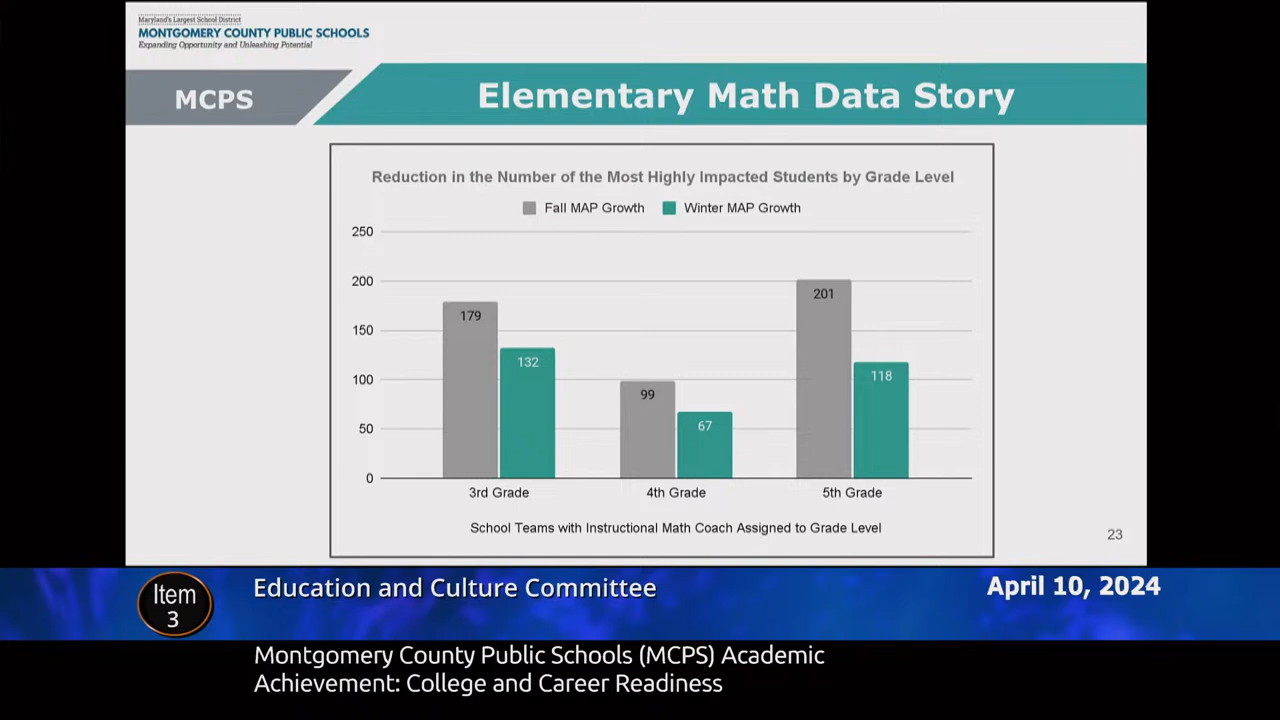 Maryland's Largest School District
MONTGOMERY COUNTY PUBLIC SCHOOLS
Expanding Opportunity and Unleashing Potential
MCPS
Elementary Math Data Story
Reduction in the Number of the Most Highly Impacted Students by Grade Level
Fall MAP Growth Winter MAP Growth
250
200
150
100
50
0
179
132
99
67
201
118
3rd Grade 4th Grade 5th Grade
School Teams with Instructional Math Coach Assigned to Grade Level
23
Item
3
Education and Culture Committee
April 10, 2024
Montgomery County Public Schools (MCPS) Academic
Achievement: College and Career Readiness